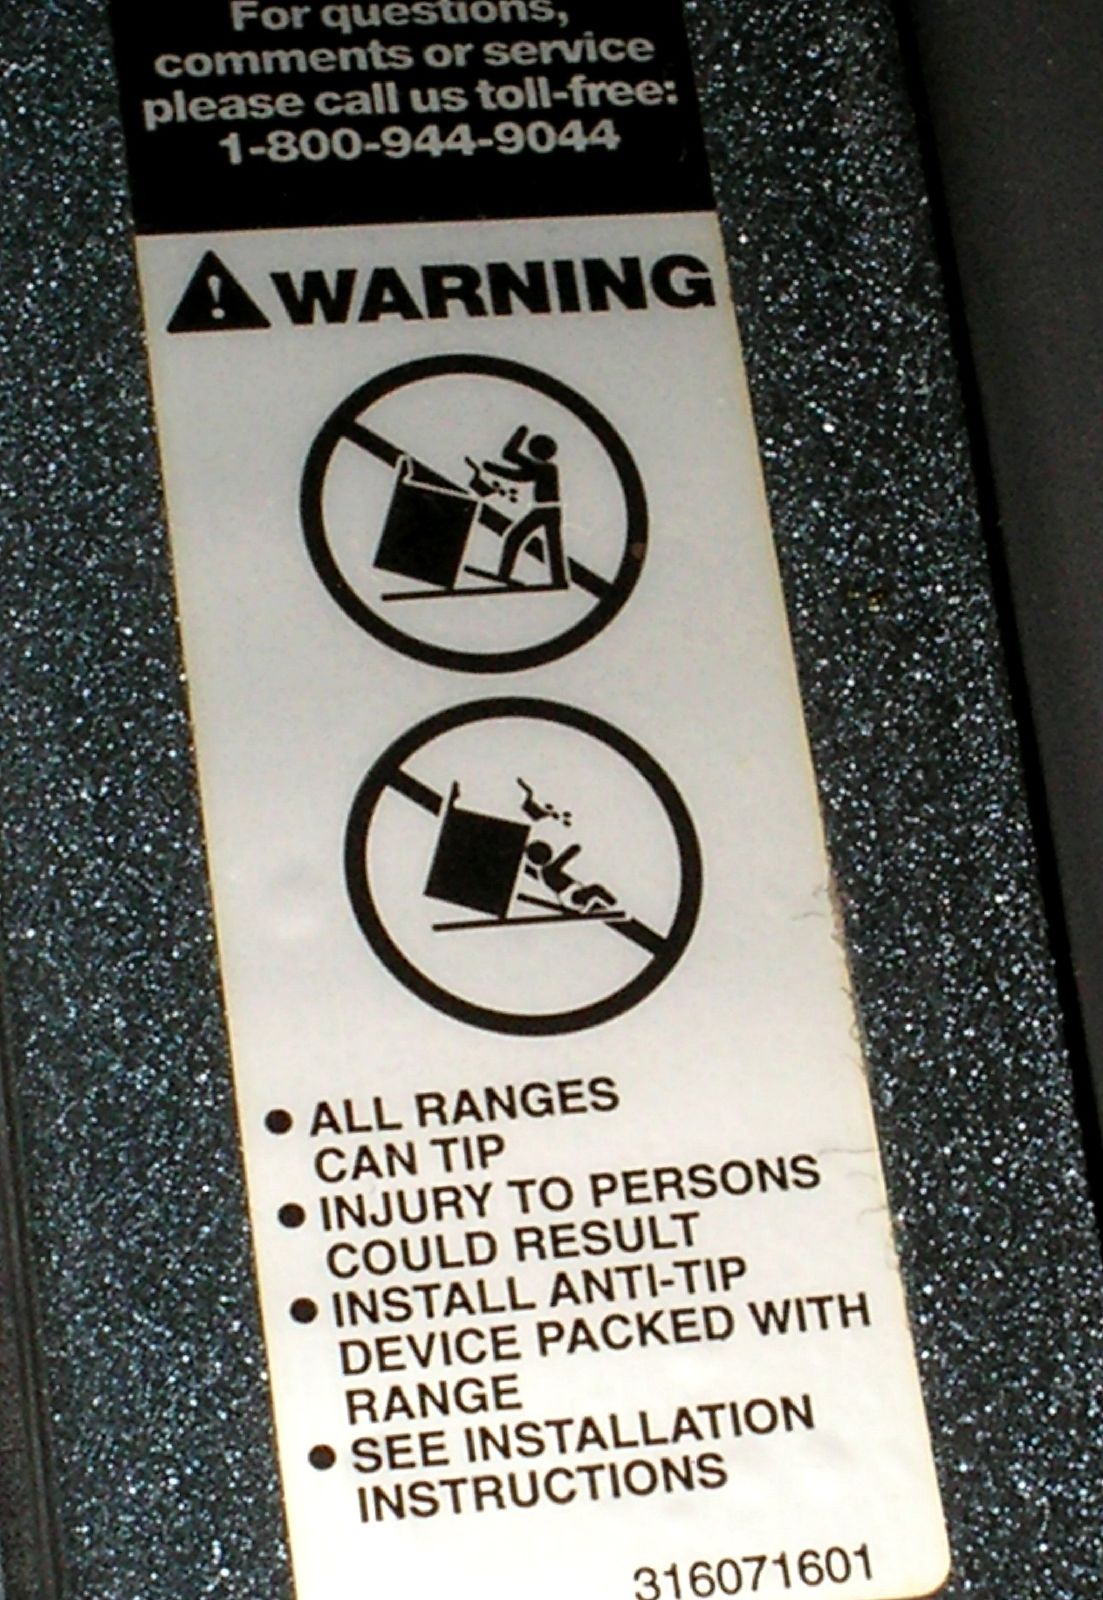 For questions,
comments or service
please call us toll-free:
1-800-944-9044
WARNING
● ALL RANGES
CAN TIP
● INJURY TO PERSONS
COULD RESULT
● INSTALL ANTI-TIP
DEVICE PACKED WITH
RANGE
● SEE INSTALLATION
INSTRUCTIONS
316071601